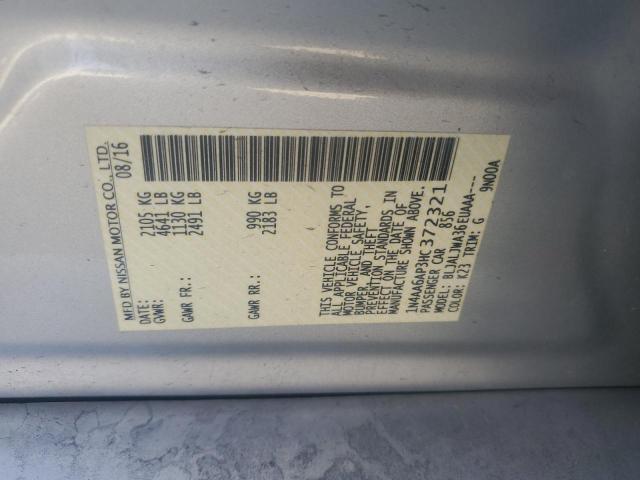 MFD BY NISSAN MOTOR CO., LTD.
DATE: 08/16
GVWR: 2105 KG
4641 LB
GAWR FR.: 1130 KG
2491 LB
GAWR RR.: 990 KG
2183 LB
THIS VEHICLE CONFORMS TO
ALL APPLICABLE FEDERAL
MOTOR VEHICLE SAFETY,
BUMPER, AND THEFT
PREVENTION STANDARDS IN
EFFECT ON THE DATE OF
MANUFACTURE SHOWN ABOVE.
1N4AA6AP3HC372321
PASSENGER CAR 856
MODEL: BLJALJWA36EUAAA----
COLOR: K23 TRIM: G 9N00A